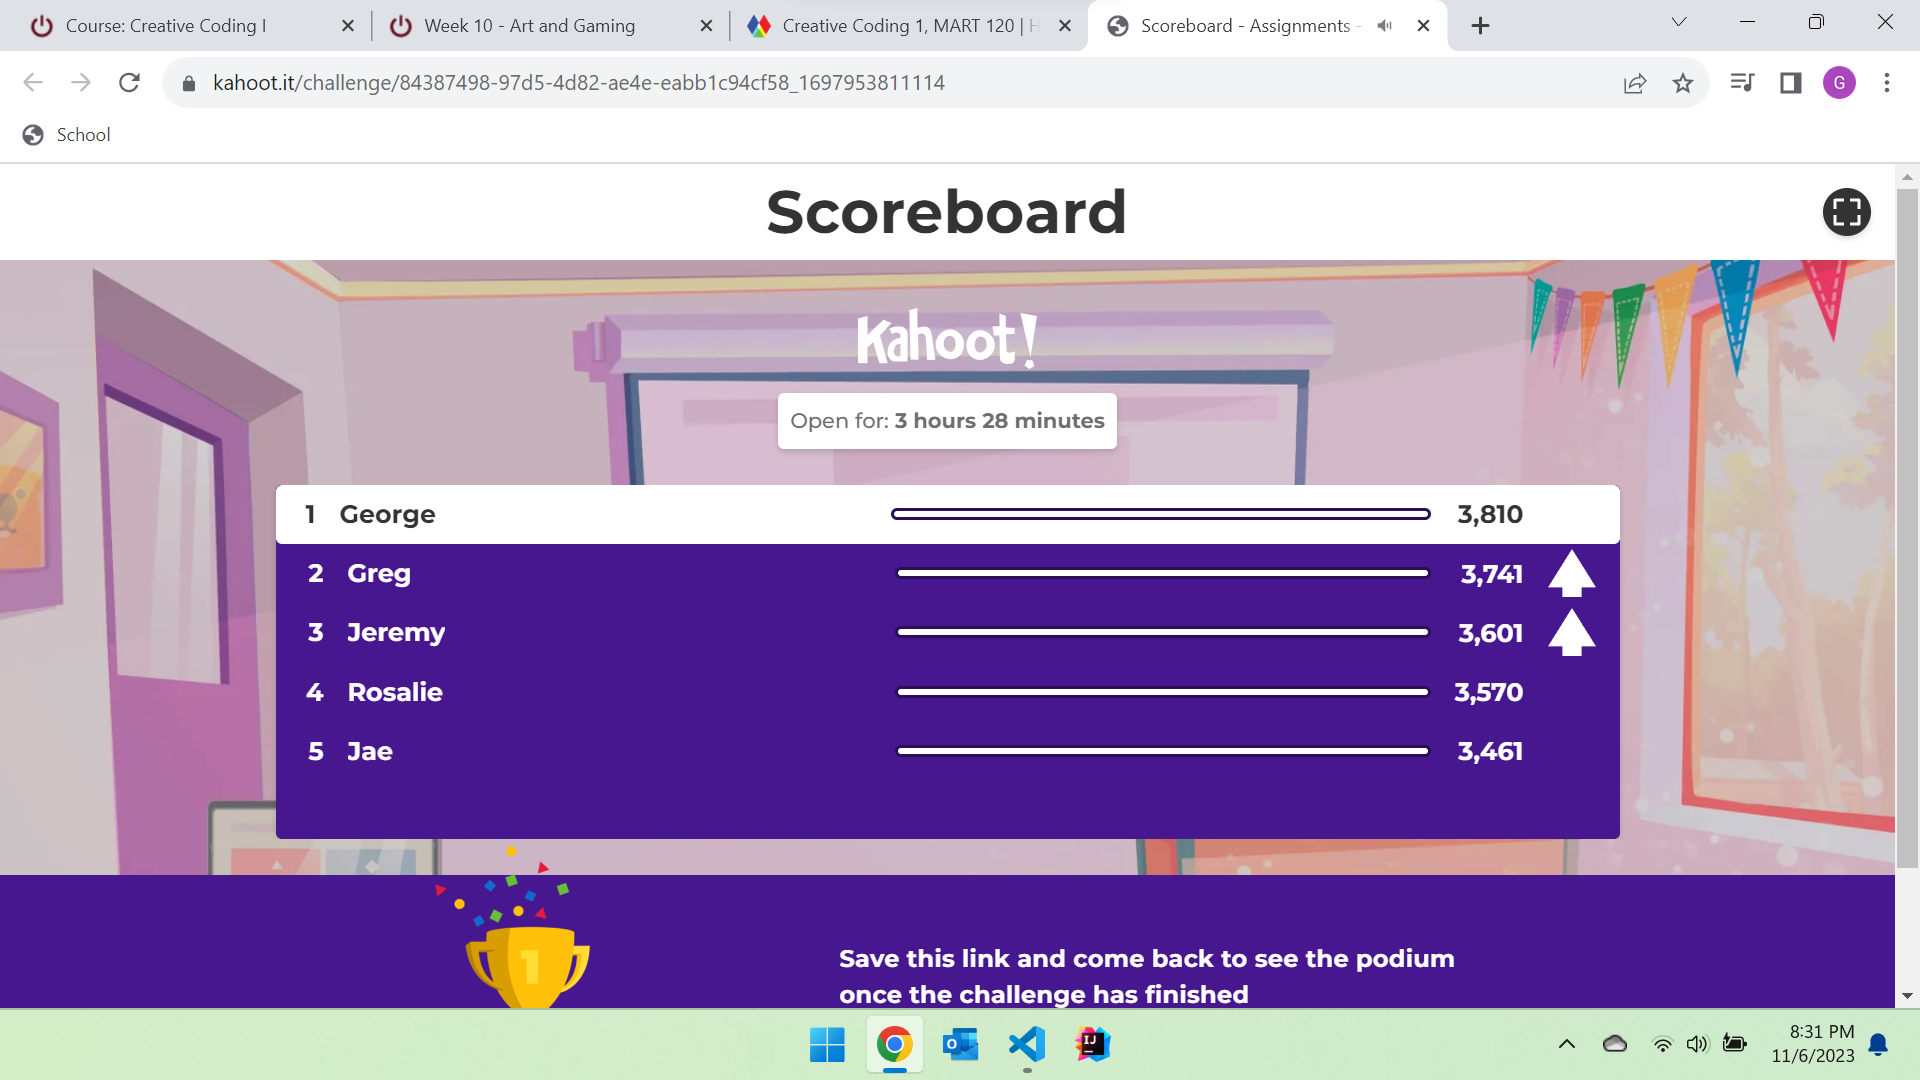 Course: Creative Coding I
Week 10 - Art and Gaming
Creative Coding 1, MART 120 | H
Scoreboard - Assignments -
kahoot.it/challenge/84387498-97d5-4d82-ae4e-eabb1c94cf58_1697953811114
G
School
Scoreboard
Kahoot!
Open for: 3 hours 28 minutes
1 George 3,810
2 Greg 3,741
3 Jeremy 3,601
4 Rosalie 3,570
5 Jae 3,461
1
Save this link and come back to see the podium
once the challenge has finished
IJ
8:31 PM
11/6/2023